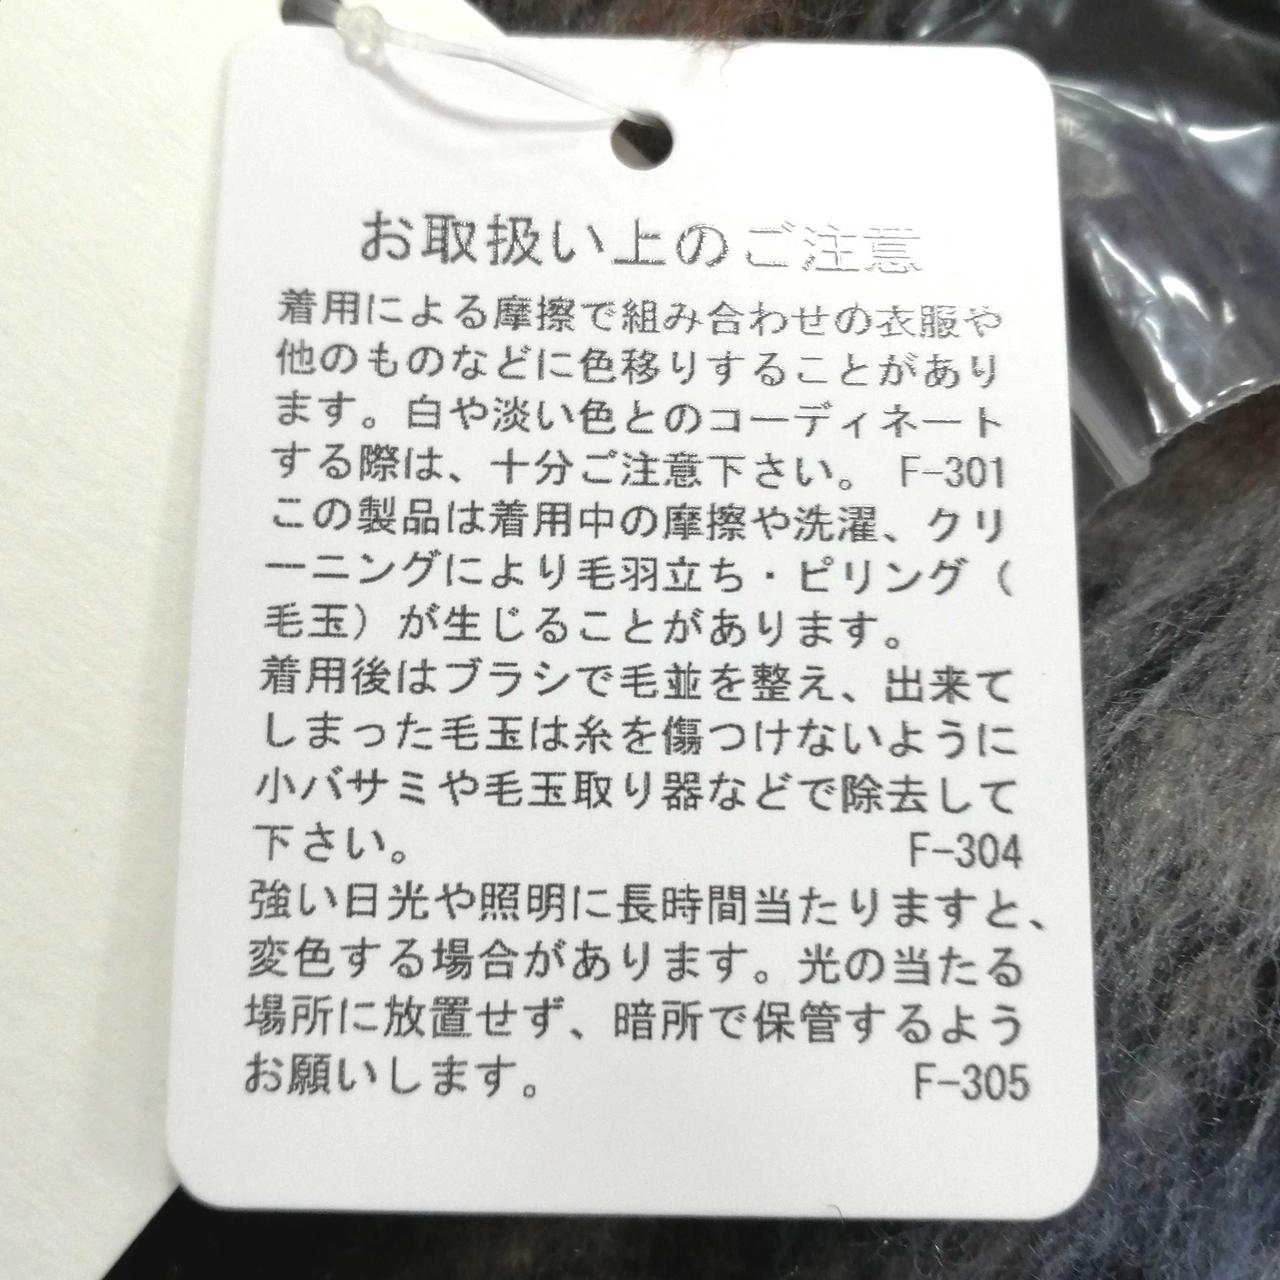 お取扱い上のご注意
着用による摩擦で組み合わせの衣服や
他のものなどに色移りすることがあり
ます。白や淡い色とのコーディネート
する際は、十分ご注意下さい。 F-301
この製品は着用中の摩擦や洗濯、クリ
ーニングにより毛羽立ち・ピリング（
毛玉）が生じることがあります。
着用後はブラシで毛並を整え、出来て
しまった毛玉は糸を傷つけないように
小バサミや毛玉取り器などで除去して
下さい。 F-304
強い日光や照明に長時間当たりますと、
変色する場合があります。光の当たる
場所に放置せず、暗所で保管するよう
お願いします。 F-305